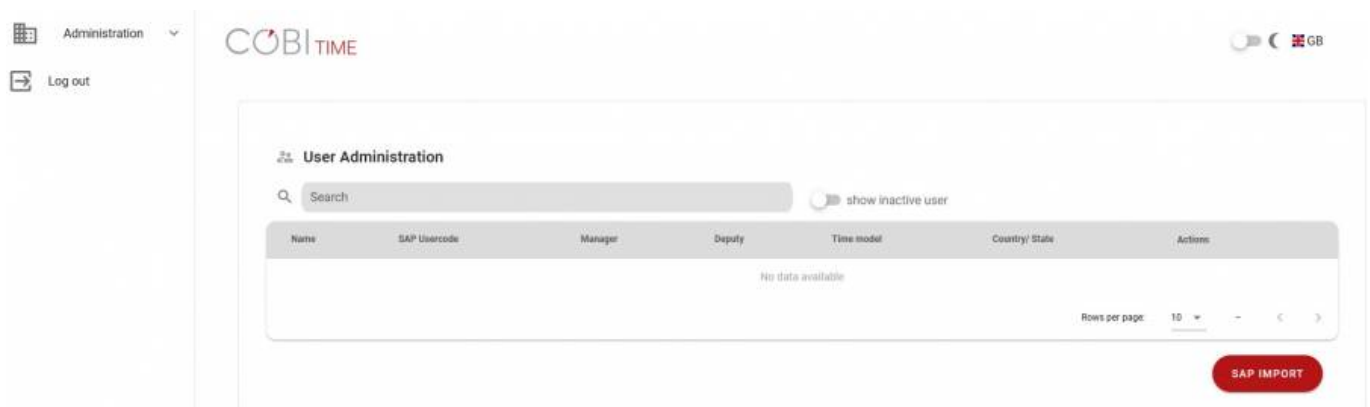 Administration
Log out
COBI TIME
GB
User Administration
Search
show inactive user
Name SAP Usercode Manager Deputy Time model Country/ State Actions
No data available
Rows per page: 10 –
SAP IMPORT